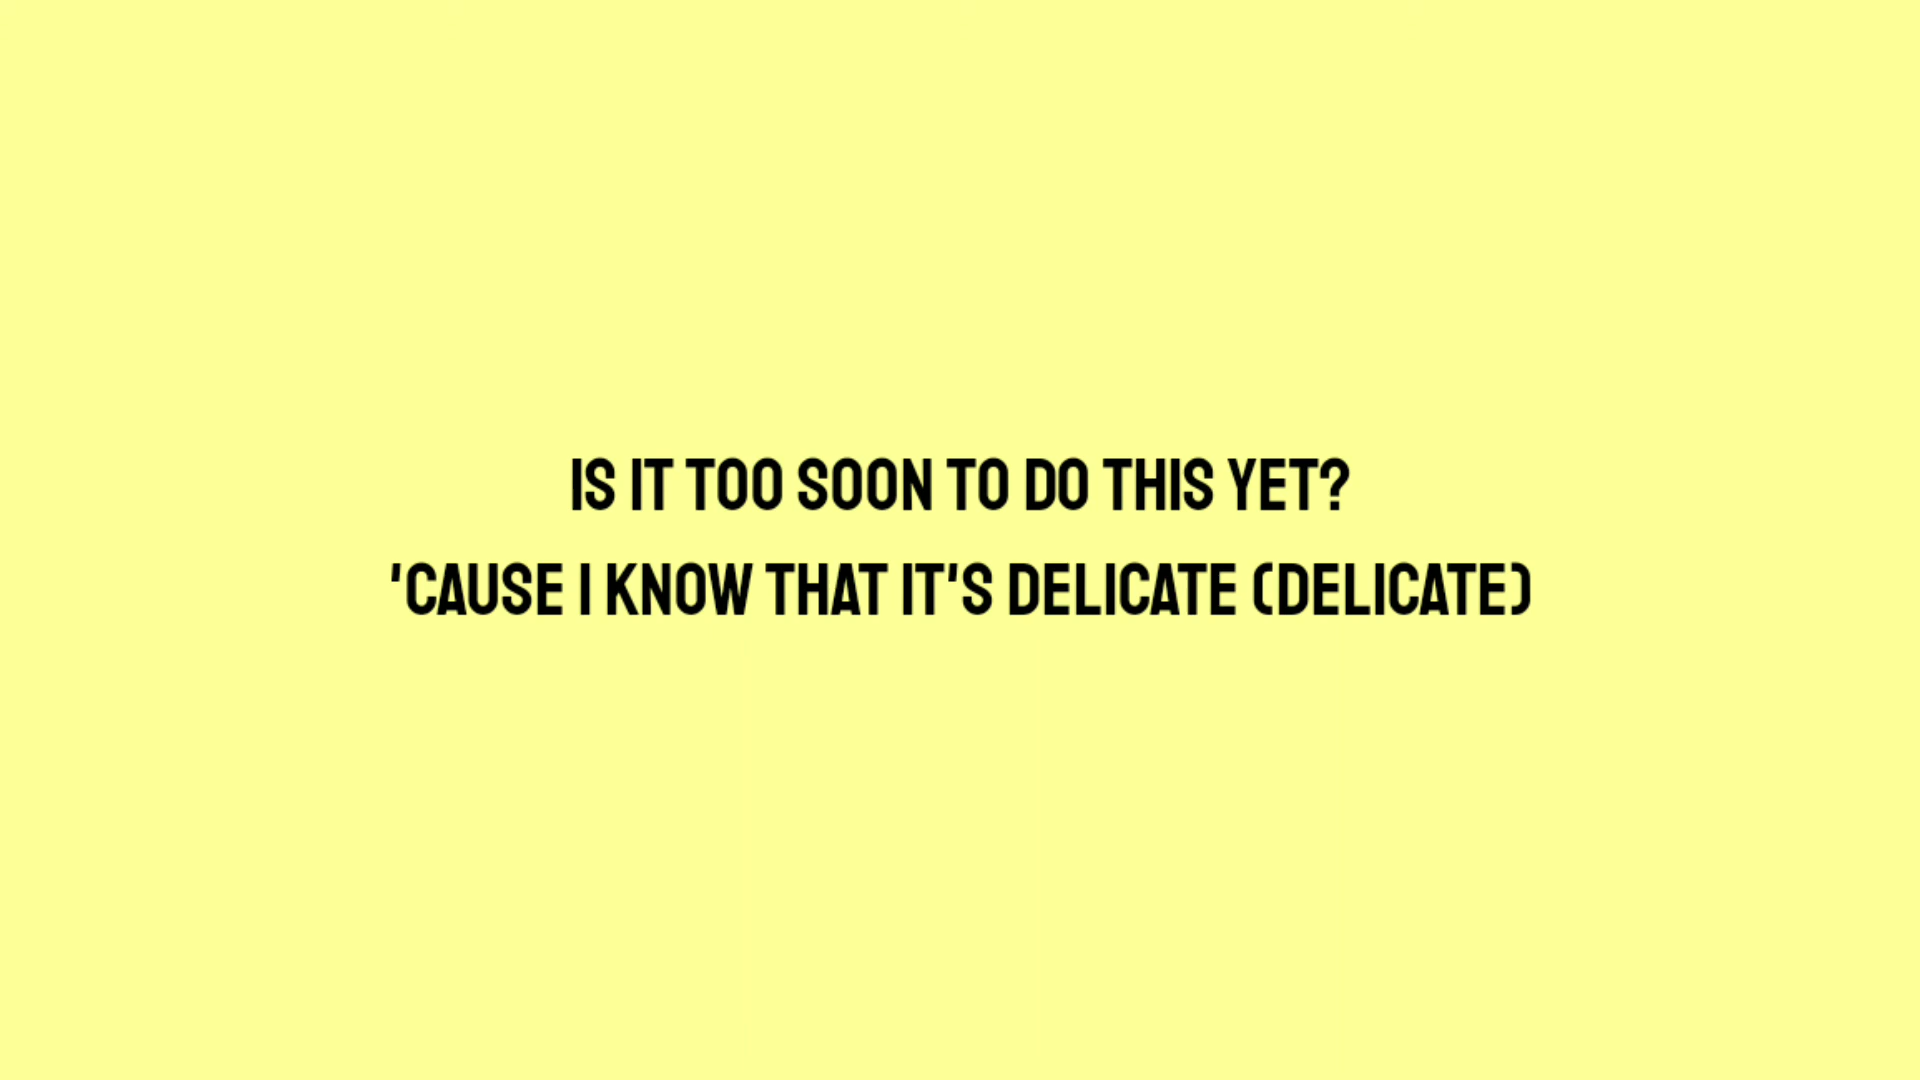 IS IT TOO SOON TO DO THIS YET?
'CAUSE I KNOW THAT IT'S DELICATE (DELICATE)